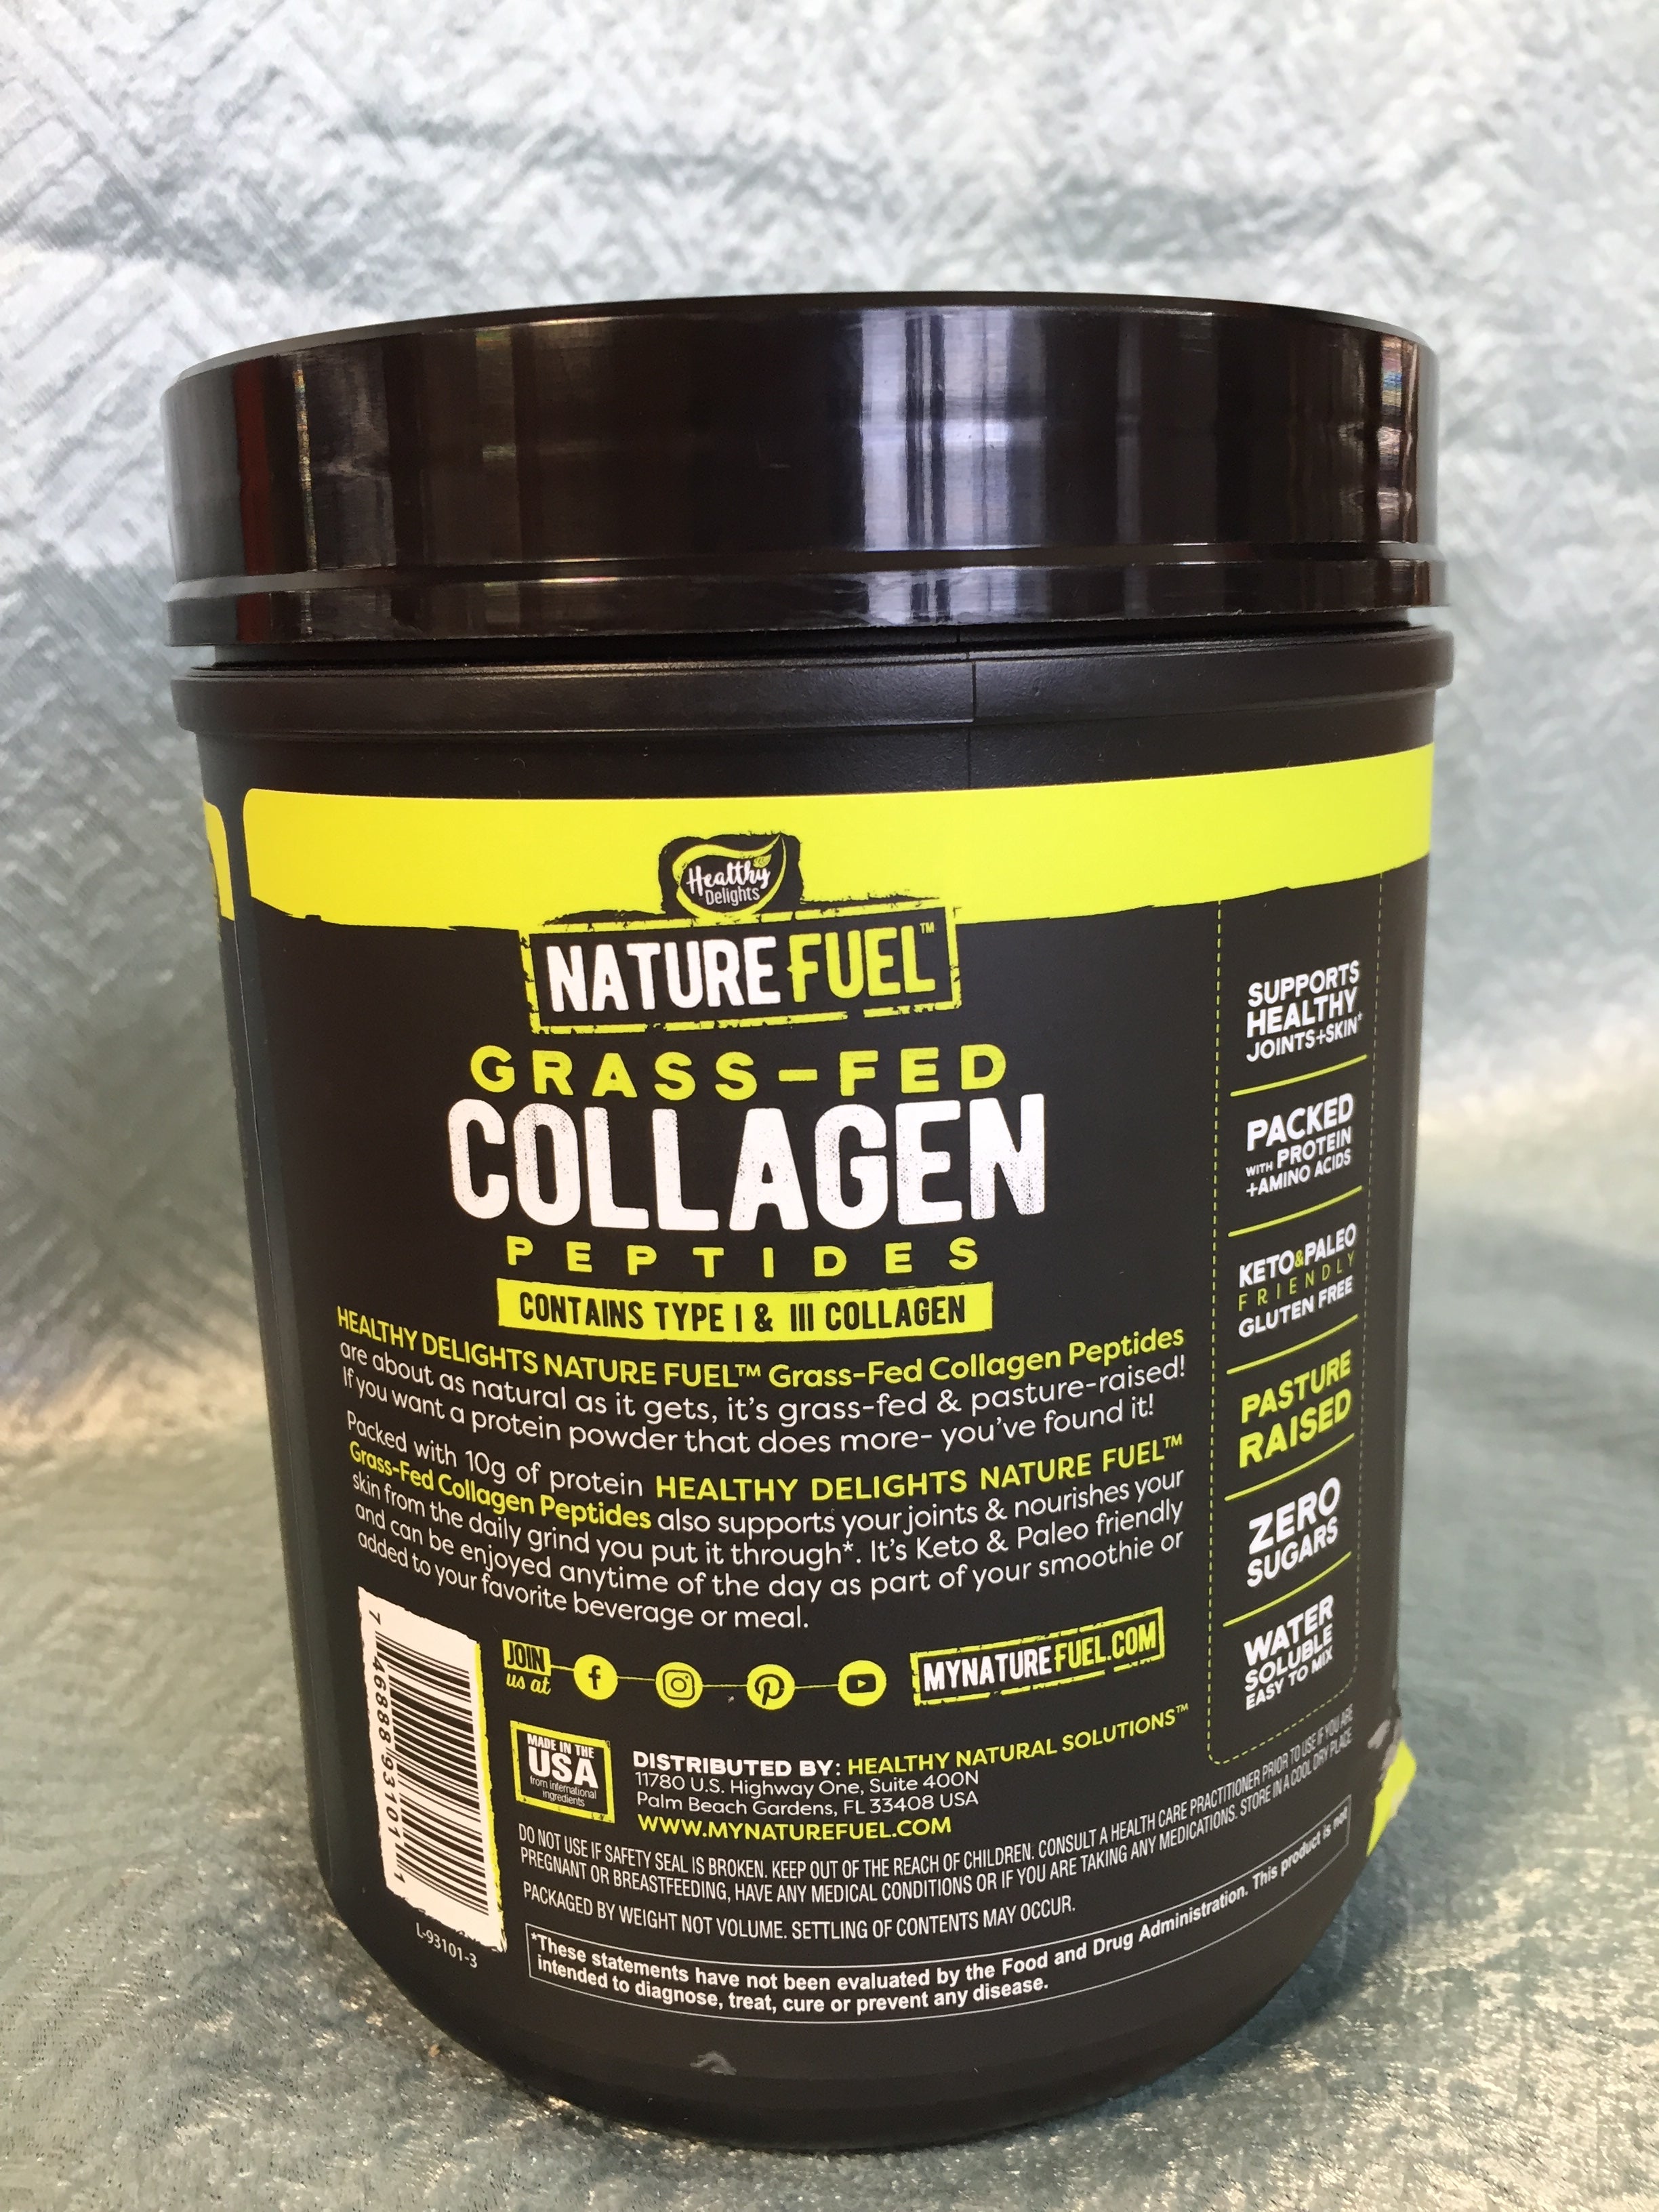 Healthy
Delights
NATURE FUEL™
GRASS-FED
COLLAGEN
PEPTIDES
CONTAINS TYPE I & III COLLAGEN
HEALTHY DELIGHTS NATURE FUEL™ Grass-Fed Collagen Peptides
are about as natural as it gets, it's grass-fed & pasture-raised!
If you want a protein powder that does more- you've found it!
Packed with 10g of protein HEALTHY DELIGHTS NATURE FUEL™
Grass-Fed Collagen Peptides also supports your joints & nourishes your
skin from the daily grind you put it through*. It's Keto & Paleo friendly
and can be enjoyed anytime of the day as part of your smoothie or
added to your favorite beverage or meal.
JOIN
us at
MYNATUREFUEL.COM
MADE IN THE
USA
from international
ingredients
DISTRIBUTED BY: HEALTHY NATURAL SOLUTIONS™
11780 U.S. Highway One, Suite 400N
Palm Beach Gardens, FL 33408 USA
WWW.MYNATUREFUEL.COM
DO NOT USE IF SAFETY SEAL IS BROKEN. KEEP OUT OF THE REACH OF CHILDREN. CONSULT A HEALTH CARE PRACTITIONER PRIOR TO USE IF YOU ARE
PREGNANT OR BREASTFEEDING, HAVE ANY MEDICAL CONDITIONS OR IF YOU ARE TAKING ANY MEDICATIONS. STORE IN A COOL DRY PLACE
PACKAGED BY WEIGHT NOT VOLUME. SETTLING OF CONTENTS MAY OCCUR.
*These statements have not been evaluated by the Food and Drug Administration. This product is not
intended to diagnose, treat, cure or prevent any disease.
7 46888 93101 1
L-93101-3
SUPPORTS
HEALTHY
JOINTS+SKIN*
PACKED
WITH PROTEIN
+AMINO ACIDS
KETO&PALEO
FRIENDLY
GLUTEN FREE
PASTURE
RAISED
ZERO
SUGARS
WATER
SOLUBLE
EASY TO MIX